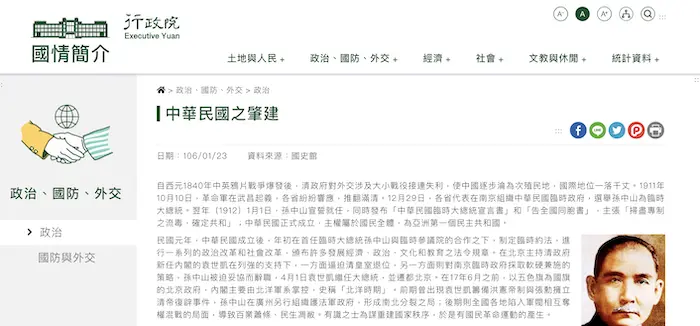 行政院
Executive Yuan
國情簡介
A⁻ A A⁺
土地與人民 + 政治、國防、外交 + 經濟 + 社會 + 文教與休閒 + 統計資料 +
> 政治、國防、外交 > 政治
中華民國之肇建
日期：106/01/23 資料來源：國史館
政治、國防、外交
政治
國防與外交
自西元1840年中英鴉片戰爭爆發後，清政府對外交涉及大小戰役接連失利，使中國逐步淪為次殖民地，國際地位一落千丈。1911年
10月10日，革命軍在武昌起義，各省紛紛響應，推翻滿清。12月29日，各省代表在南京組織中華民國臨時政府，選舉孫中山為臨時
大總統。翌年（1912）1月1日，孫中山宣誓就任，同時發布「中華民國臨時大總統宣言書」和「告全國同胞書」，主張「掃盡專制
之流毒，確定共和」；中華民國正式成立，主權屬於國民全體，為亞洲第一個民主共和國。
民國元年，中華民國成立後，年初在首任臨時大總統孫中山與臨時參議院的合作之下，制定臨時約法，進
行一系列的政治改革和社會改革，頒布許多發展經濟、政治、文化和教育之法令規章。在北京主持清政府
新任內閣的袁世凱在列強的支持下，一方面逼迫清皇室退位，另一方面則對南京臨時政府採取軟硬兼施的
策略，孫中山被迫妥協而辭職，4月1日袁世凱繼任大總統，並遷都北京。在17年6月之前，以五色旗為國旗
的北京政府，內閣主要由北洋軍系掌控，史稱「北洋時期」。前期曾出現袁世凱籌備洪憲帝制與張勳擁立
清帝復辟事件，孫中山在廣州另行組織護法軍政府，形成南北分裂之局；後期則全國各地陷入軍閥相互奪
權混戰的局面，導致百業蕭條、民生凋敝。有識之士為謀重建國家秩序，於是有國民革命運動的產生。